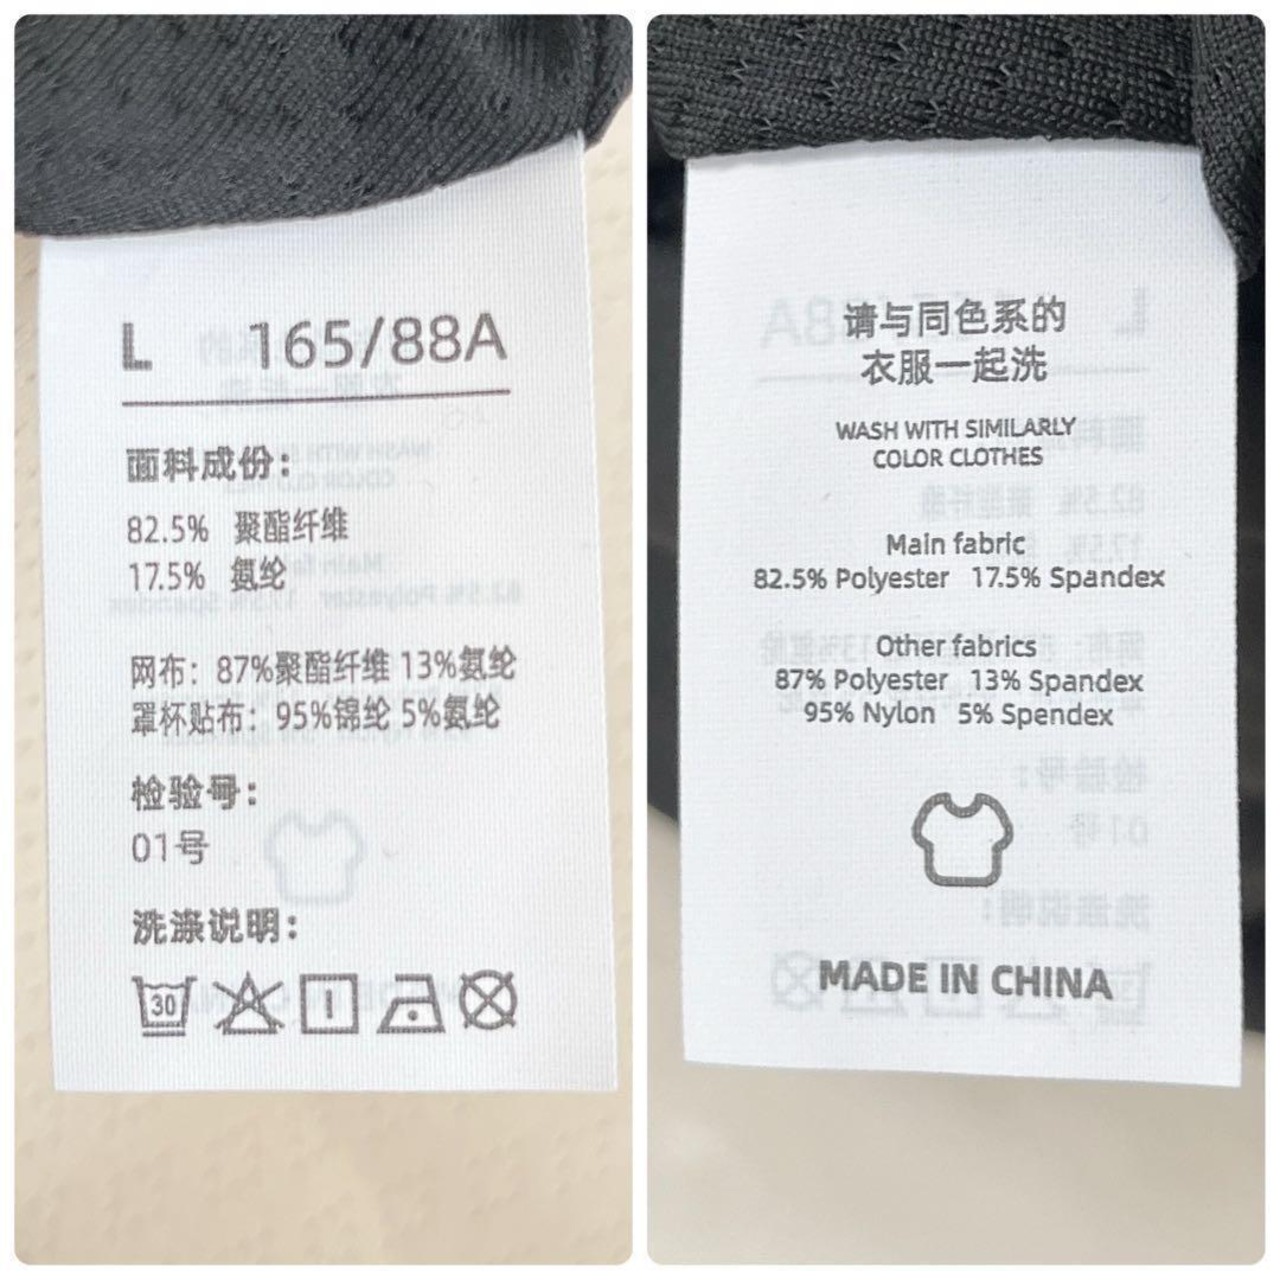 L 165/88A
面料成份：
82.5% 聚酯纤维
17.5% 氨纶
网布：87%聚酯纤维 13%氨纶
罩杯贴布：95%锦纶 5%氨纶
检验号：
01号
洗涤说明：
30
请与同色系的
衣服一起洗
WASH WITH SIMILARLY
COLOR CLOTHES
Main fabric
82.5% Polyester 17.5% Spandex
Other fabrics
87% Polyester 13% Spandex
95% Nylon 5% Spendex
MADE IN CHINA